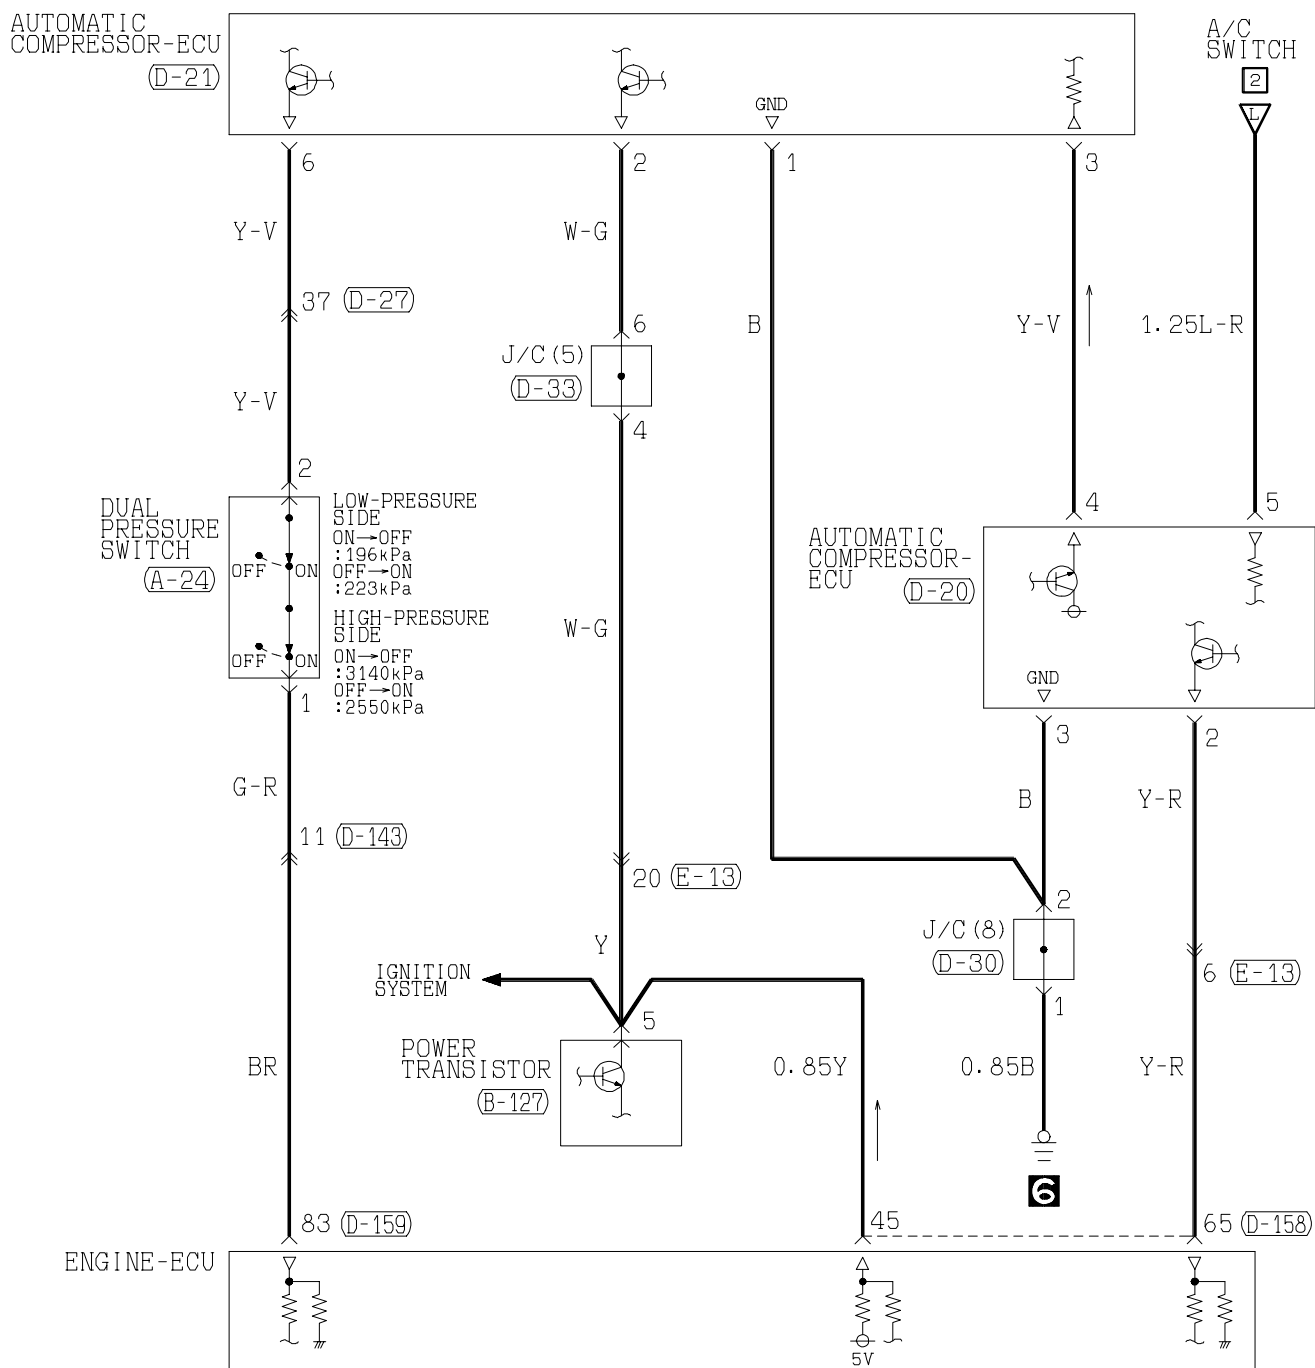 AUTOMATIC
COMPRESSOR-ECU
D-21
GND
A/C
SWITCH
2
L
6
2
1
3
Y-V
W-G
37 D-27
6
B
Y-V
1.25L-R
J/C(5)
D-33
Y-V
4
2
4
5
DUAL
PRESSURE
SWITCH
A-24
OFF
ON
OFF
ON
LOW-PRESSURE
SIDE
ON→OFF
:196kPa
OFF→ON
:223kPa
HIGH-PRESSURE
SIDE
ON→OFF
:3140kPa
OFF→ON
:2550kPa
AUTOMATIC
COMPRESSOR-
ECU
D-20
W-G
GND
1
3
2
G-R
B
Y-R
11 D-143
20 E-13
2
J/C(8)
D-30
Y
IGNITION
SYSTEM
6 E-13
1
5
POWER
TRANSISTOR
B-127
BR
0.85Y
0.85B
Y-R
6
83 D-159
45
65 D-158
ENGINE-ECU
5V